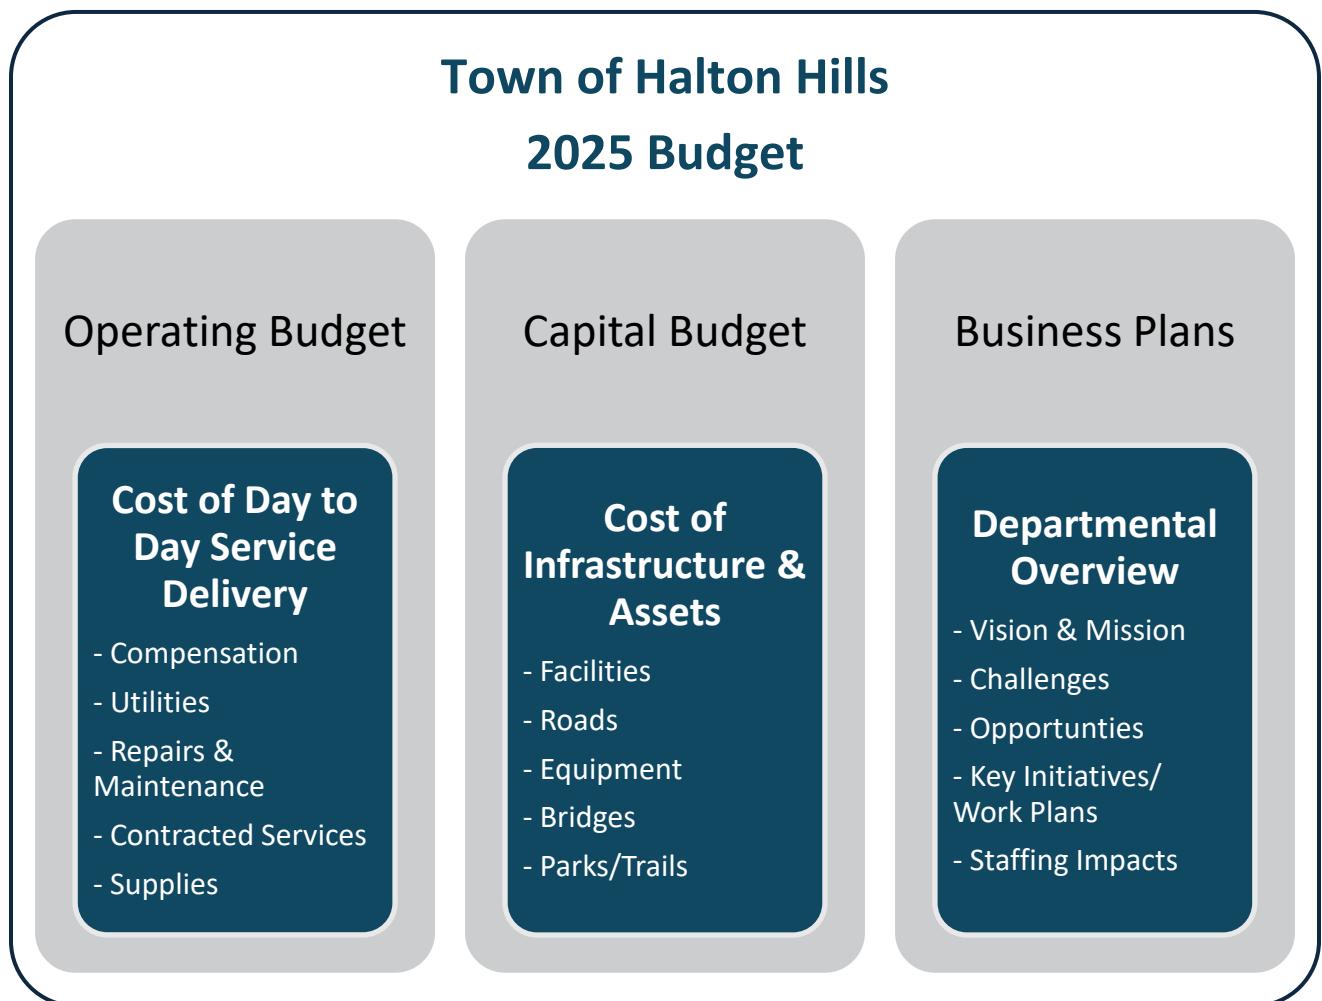 Town of Halton Hills
2025 Budget
Operating Budget
Cost of Day to
Day Service
Delivery
- Compensation
- Utilities
- Repairs &
Maintenance
- Contracted Services
- Supplies
Capital Budget
Cost of
Infrastructure &
Assets
- Facilities
- Roads
- Equipment
- Bridges
- Parks/Trails
Business Plans
Departmental
Overview
- Vision & Mission
- Challenges
- Opportunties
- Key Initiatives/
Work Plans
- Staffing Impacts